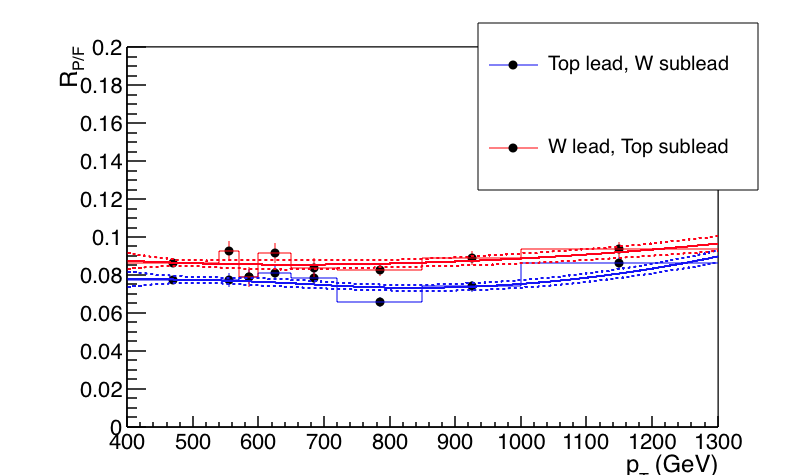 R_P/F
0.2
0.18
0.16
0.14
0.12
0.1
0.08
0.06
0.04
0.02
0
400 500 600 700 800 900 1000 1100 1200 1300
p_T (GeV)
Top lead, W sublead
W lead, Top sublead